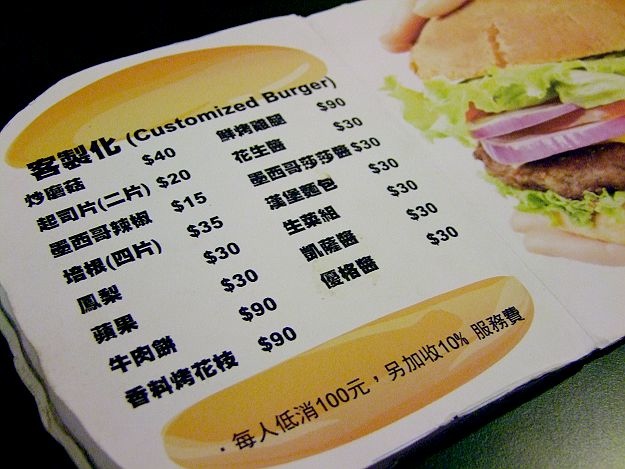 客製化 (Customized Burger)
炒蘑菇 $40
起司片(二片) $20
墨西哥辣椒 $15
培根(四片) $35
鳳梨 $30
蘋果 $30
牛肉餅 $90
香料烤花枝 $90
鮮烤雞腿 $90
花生醬 $30
墨西哥莎莎醬 $30
漢堡麵包 $30
生菜組 $30
凱薩醬 $30
優格醬 $30
．每人低消100元，另加收10% 服務費